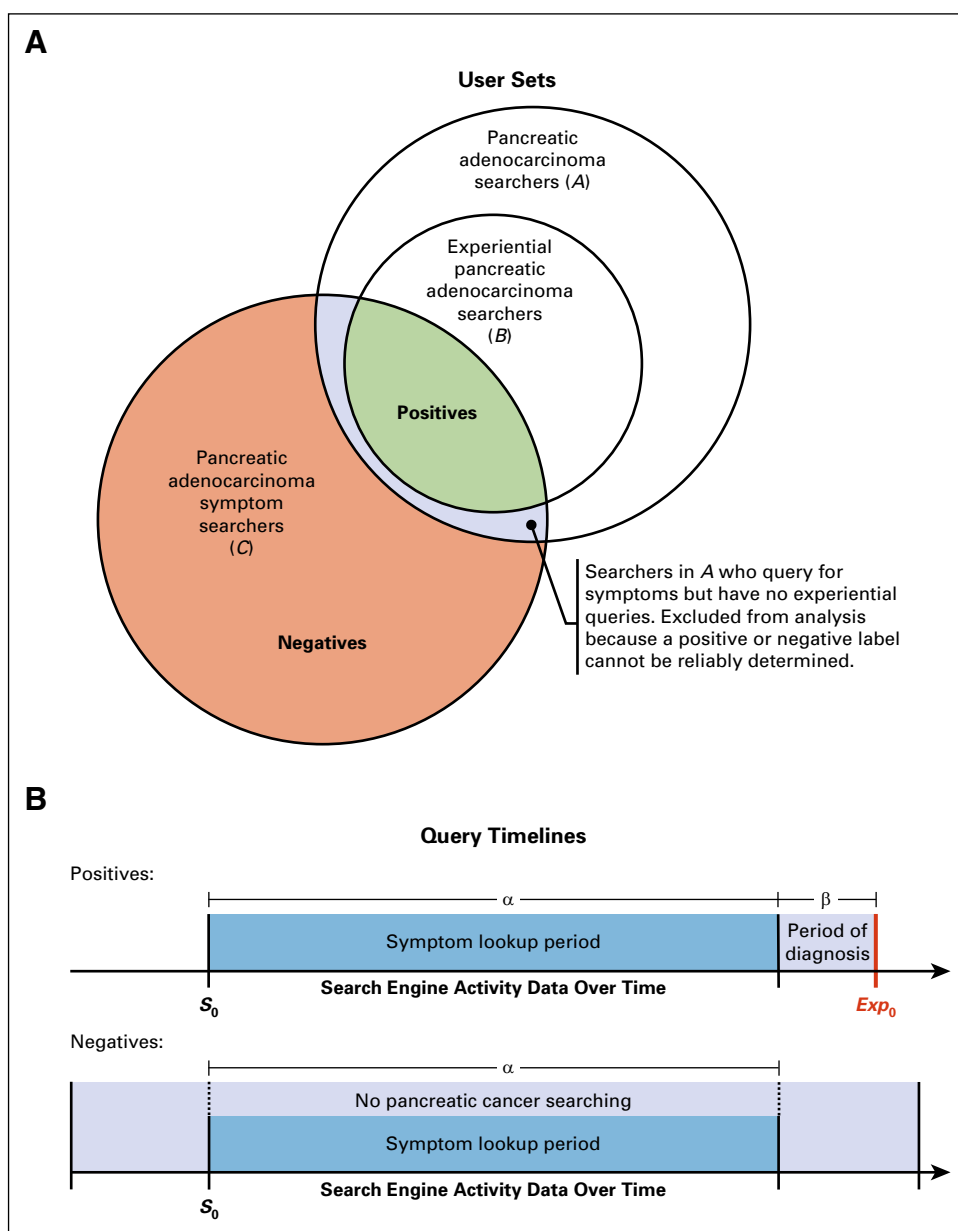 A
User Sets
Pancreatic
adenocarcinoma
searchers (A)
Experiential
pancreatic
adenocarcinoma
searchers
(B)
Positives
Pancreatic
adenocarcinoma
symptom
searchers
(C)
Negatives
Searchers in A who query for
symptoms but have no experiential
queries. Excluded from analysis
because a positive or negative label
cannot be reliably determined.
B
Query Timelines
Positives:
α
β
Symptom lookup period
Period of
diagnosis
Search Engine Activity Data Over Time
S₀
Exp₀
Negatives:
α
No pancreatic cancer searching
Symptom lookup period
Search Engine Activity Data Over Time
S₀